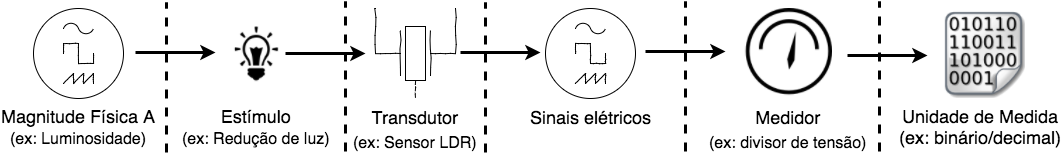 010110
110011
101000
0001
Magnitude Física A
(ex: Luminosidade)
Estímulo
(ex: Redução de luz)
Transdutor
(ex: Sensor LDR)
Sinais elétricos
Medidor
(ex: divisor de tensão)
Unidade de Medida
(ex: binário/decimal)